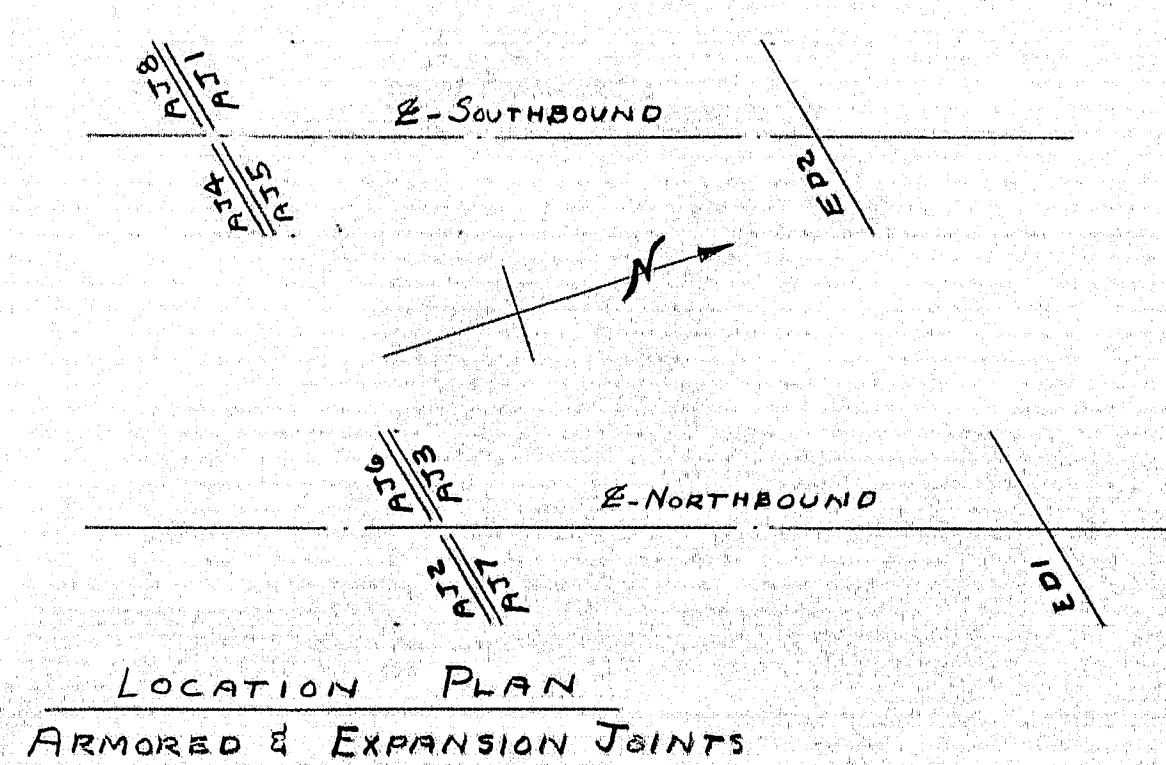 AJ8
AJ1
℄-SOUTHBOUND
AJ4
AJ5
ED2
N
AJ6
AJ3
℄-NORTHBOUND
AJ2
AJ7
ED1
LOCATION PLAN
ARMORED & EXPANSION JOINTS